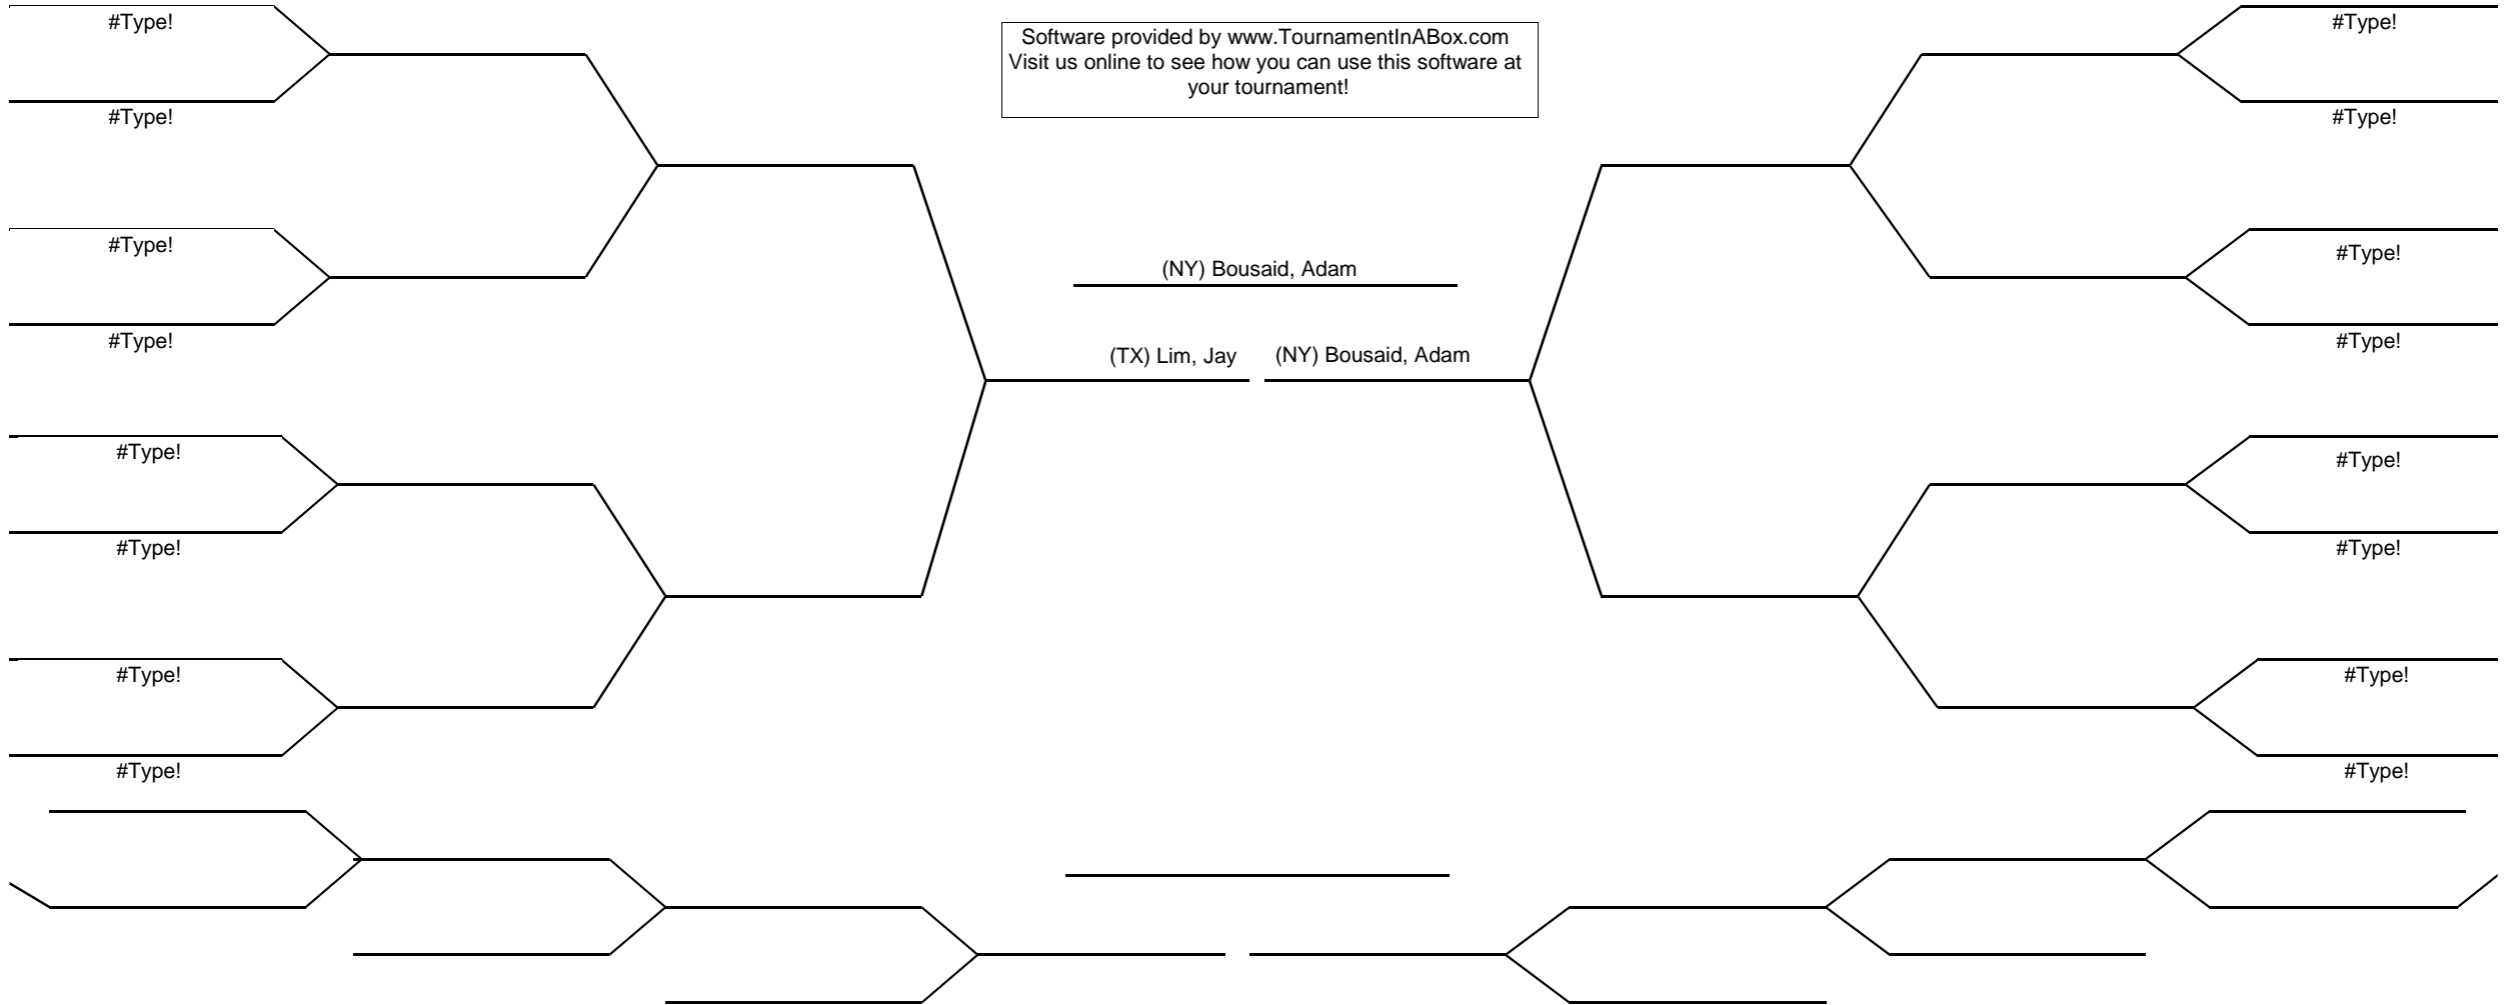 #Type!
#Type!
Software provided by www.TournamentInABox.com
Visit us online to see how you can use this software at
your tournament!
#Type!
#Type!
#Type!
#Type!
(NY) Bousaid, Adam
#Type!
#Type!
(TX) Lim, Jay
(NY) Bousaid, Adam
#Type!
#Type!
#Type!
#Type!
#Type!
#Type!
#Type!
#Type!